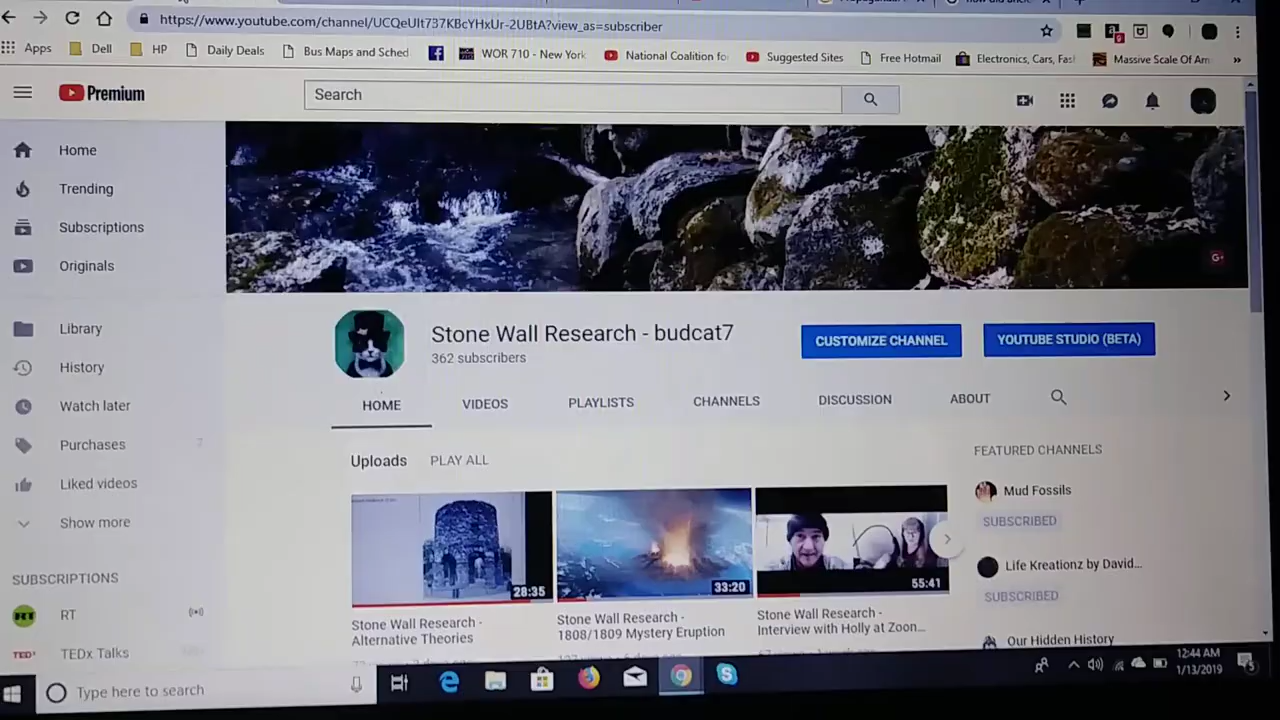 https://www.youtube.com/channel/UCQeUIt737KBcYHxUr-2UBtA?view_as=subscriber
Apps Dell HP Daily Deals Bus Maps and Sched WOR 710 - New York National Coalition fo Suggested Sites Free Hotmail Electronics, Cars, Fas Massive Scale Of Am »
Premium
Search
Home
Trending
Subscriptions
Originals
Library
History
Watch later
Purchases 7
Liked videos
Show more
SUBSCRIPTIONS
RT
TEDx Talks
G+
Stone Wall Research - budcat7
362 subscribers
CUSTOMIZE CHANNEL
YOUTUBE STUDIO (BETA)
HOME VIDEOS PLAYLISTS CHANNELS DISCUSSION ABOUT
Uploads PLAY ALL
28:35
33:20
55:41
Stone Wall Research -
Alternative Theories
Stone Wall Research -
1808/1809 Mystery Eruption
Stone Wall Research -
Interview with Holly at Zoon...
FEATURED CHANNELS
Mud Fossils
SUBSCRIBED
Life Kreationz by David...
SUBSCRIBED
Our Hidden History
Type here to search
12:44 AM
1/13/2019
5